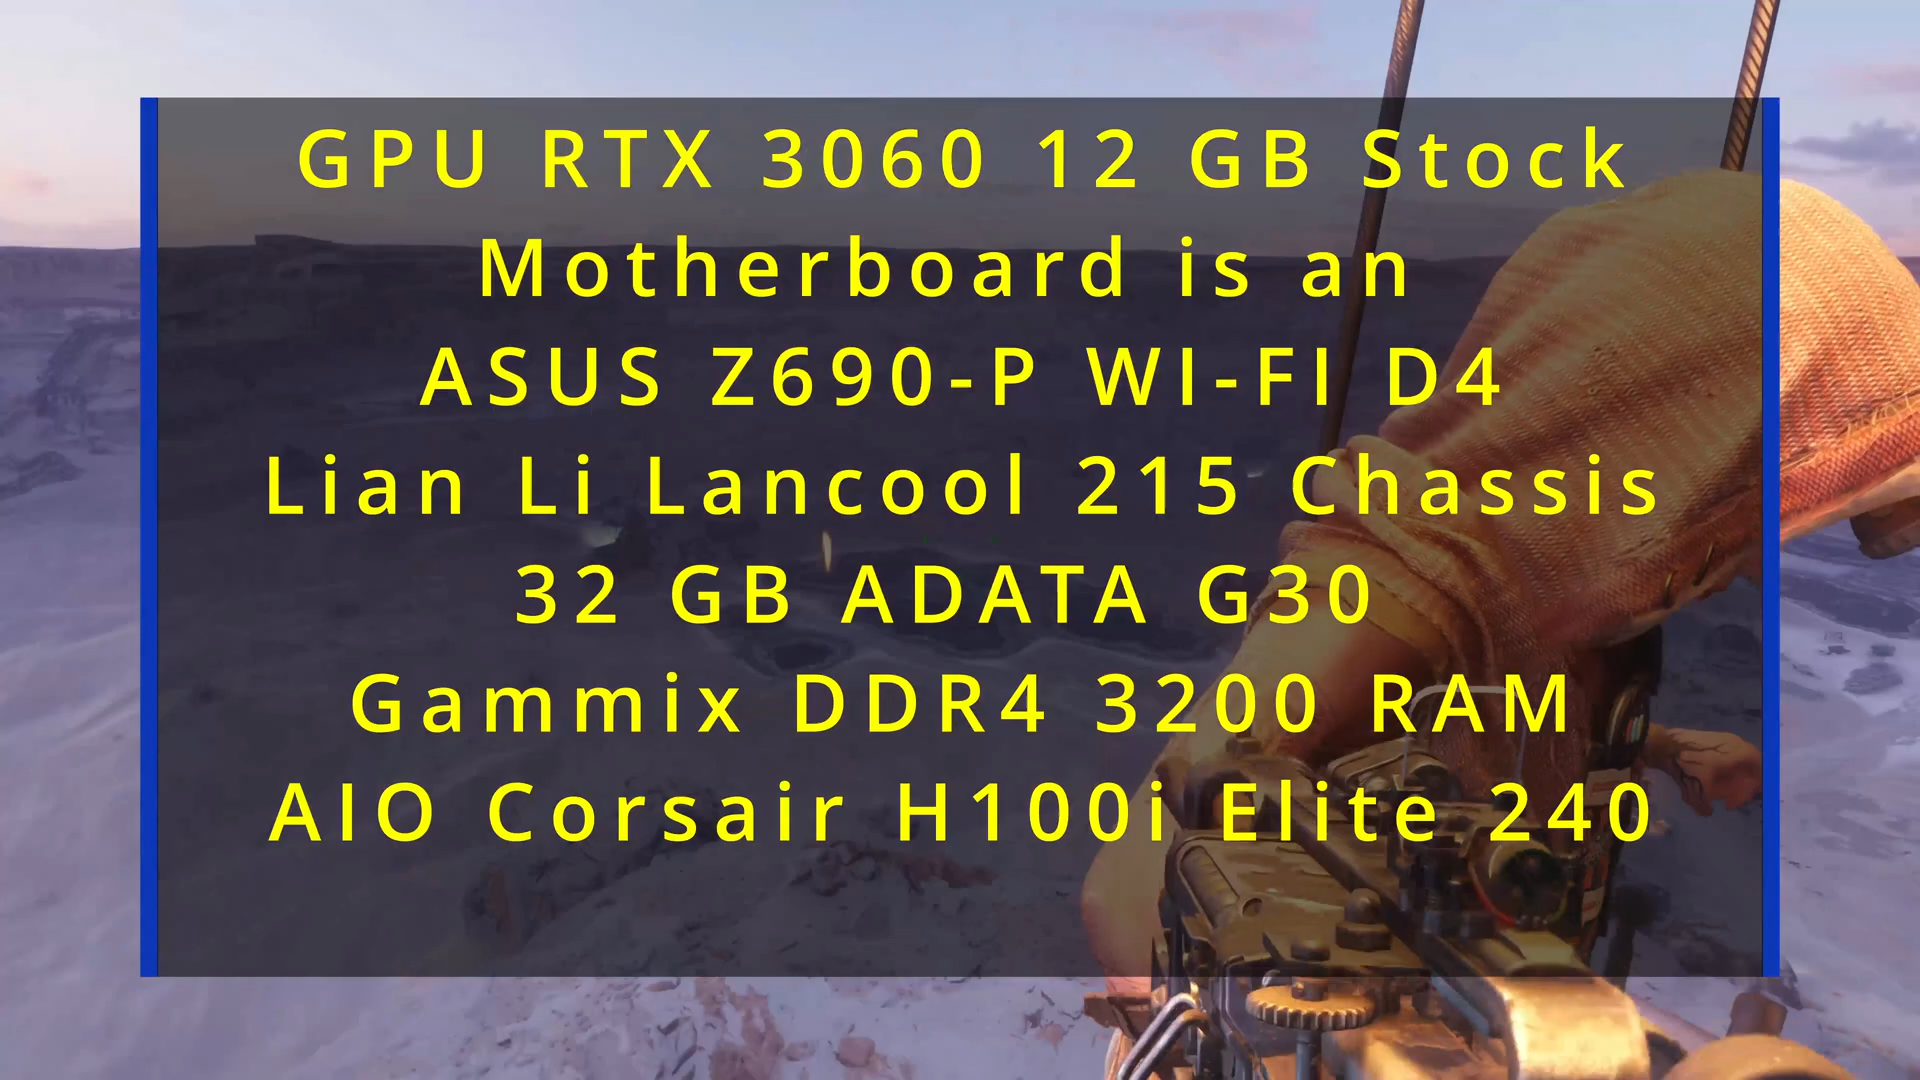 GPU RTX 3060 12 GB Stock
Motherboard is an
ASUS Z690-P WI-FI D4
Lian Li Lancool 215 Chassis
32 GB ADATA G30
Gammix DDR4 3200 RAM
AIO Corsair H100i Elite 240